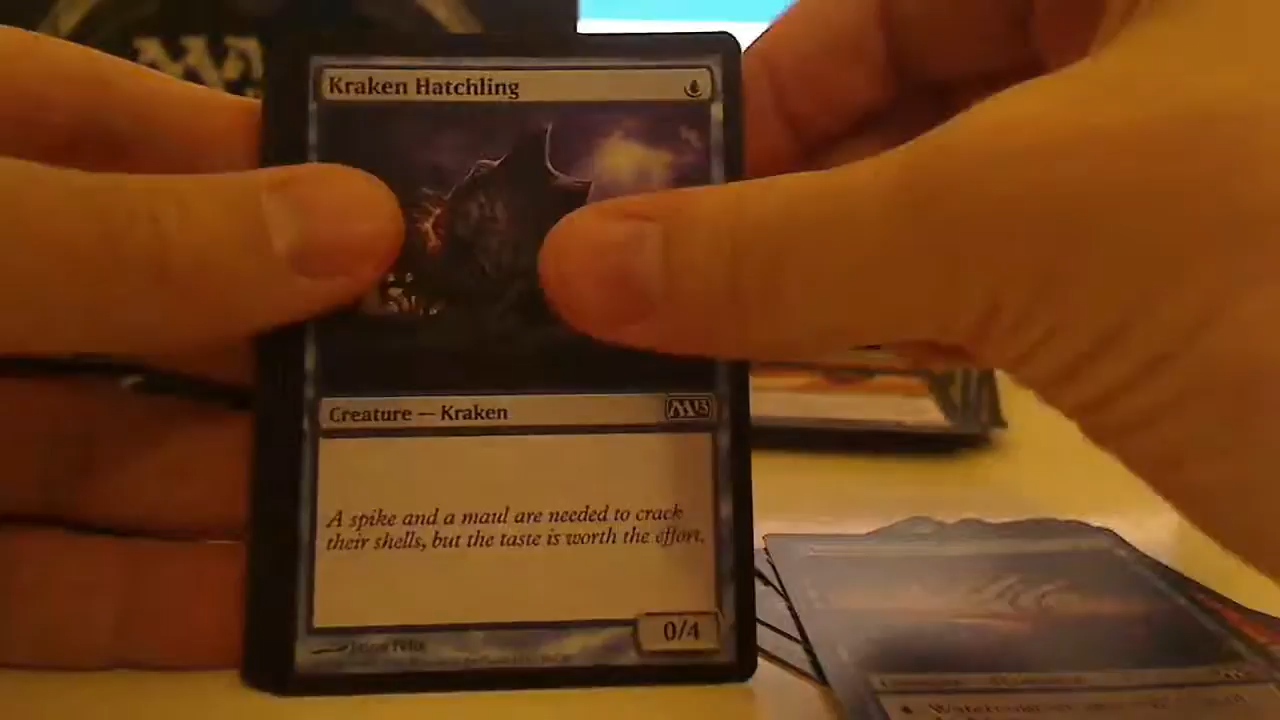 Kraken Hatchling
Creature — Kraken
M13
A spike and a maul are needed to crack
their shells, but the taste is worth the effort.
0/4